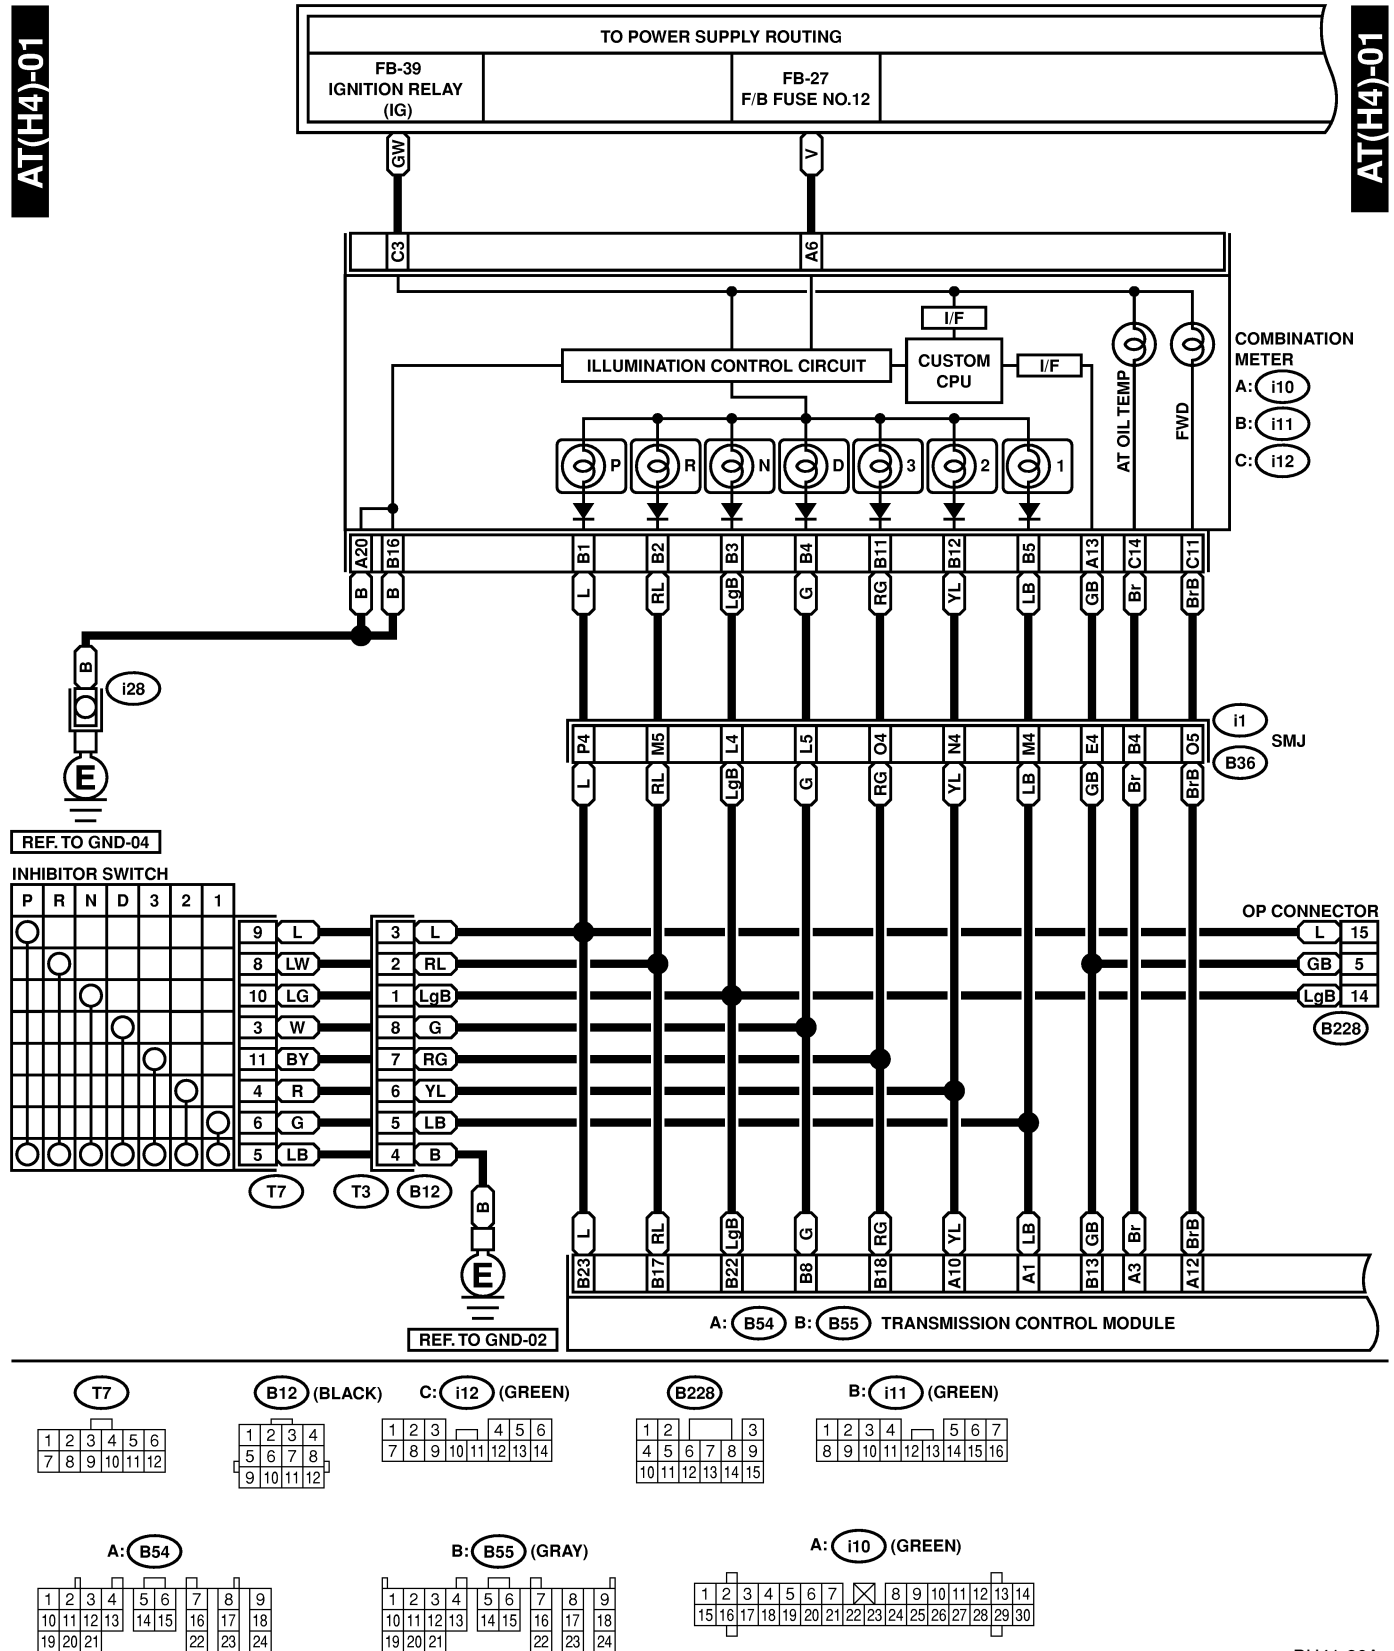 AT(H4)-01
AT(H4)-01
TO POWER SUPPLY ROUTING
FB-39
IGNITION RELAY
(IG)
FB-27
F/B FUSE NO.12
GW
V
C3
A6
I/F
ILLUMINATION CONTROL CIRCUIT
CUSTOM
CPU
I/F
AT OIL TEMP
FWD
COMBINATION
METER
A: i10
B: i11
C: i12
P R N D 3 2 1
A20 B16 B1 B2 B3 B4 B11 B12 B5 A13 C14 C11
B B L RL LgB G RG YL LB GB Br BrB
B
i28
E
REF. TO GND-04
P4 M5 L4 L5 O4 N4 M4 E4 B4 O5
i1
SMJ
B36
L RL LgB G RG YL LB GB Br BrB
INHIBITOR SWITCH
P R N D 3 2 1
OP CONNECTOR
9 L 3 L L 15
8 LW 2 RL GB 5
10 LG 1 LgB LgB 14
3 W 8 G B228
11 BY 7 RG
4 R 6 YL
6 G 5 LB
5 LB 4 B
T7 T3 B12
B
E
REF. TO GND-02
L RL LgB G RG YL LB GB Br BrB
B23 B17 B22 B8 B18 A10 A1 B13 A3 A12
A: B54 B: B55 TRANSMISSION CONTROL MODULE
T7
1 2 3 4 5 6
7 8 9 10 11 12
B12 (BLACK)
1 2 3 4
5 6 7 8
9 10 11 12
C: i12 (GREEN)
1 2 3 4 5 6
7 8 9 10 11 12 13 14
B228
1 2 3
4 5 6 7 8 9
10 11 12 13 14 15
B: i11 (GREEN)
1 2 3 4 5 6 7
8 9 10 11 12 13 14 15 16
A: B54
1 2 3 4 5 6 7 8 9
10 11 12 13 14 15 16 17 18
19 20 21 22 23 24
B: B55 (GRAY)
1 2 3 4 5 6 7 8 9
10 11 12 13 14 15 16 17 18
19 20 21 22 23 24
A: i10 (GREEN)
1 2 3 4 5 6 7 8 9 10 11 12 13 14
15 16 17 18 19 20 21 22 23 24 25 26 27 28 29 30